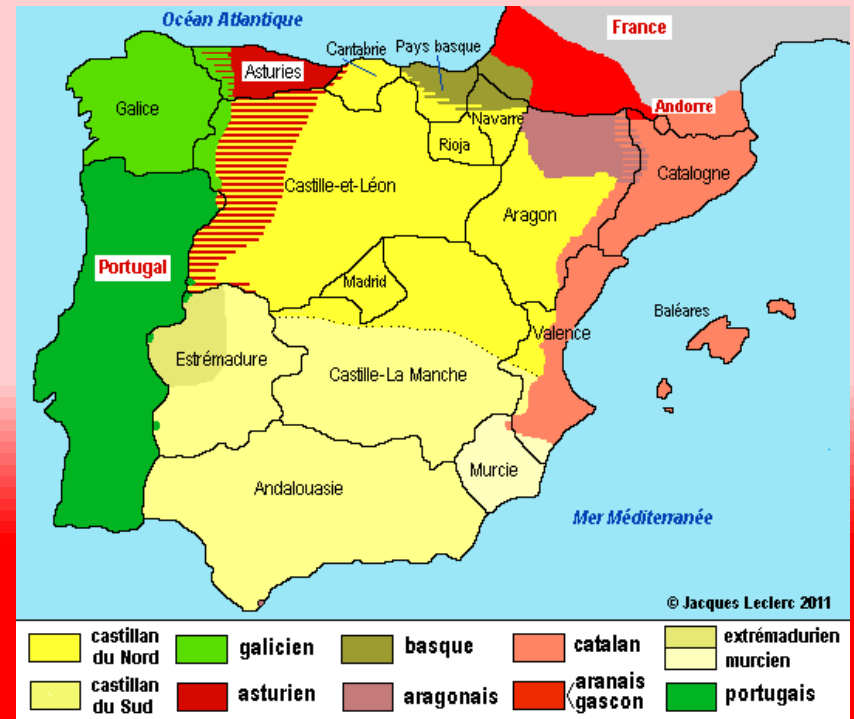 Océan Atlantique
France
Cantabrie
Pays basque
Asturies
Andorre
Galice
Navarre
Rioja
Catalogne
Castille-et-Léon
Aragon
Portugal
Madrid
Baléares
Valence
Estrémadure
Castille-La Manche
Murcie
Andalouasie
Mer Méditerranée
© Jacques Leclerc 2011
castillan
du Nord
galicien
basque
catalan
extrémadurien
murcien
castillan
du Sud
asturien
aragonais
aranais
gascon
portugais